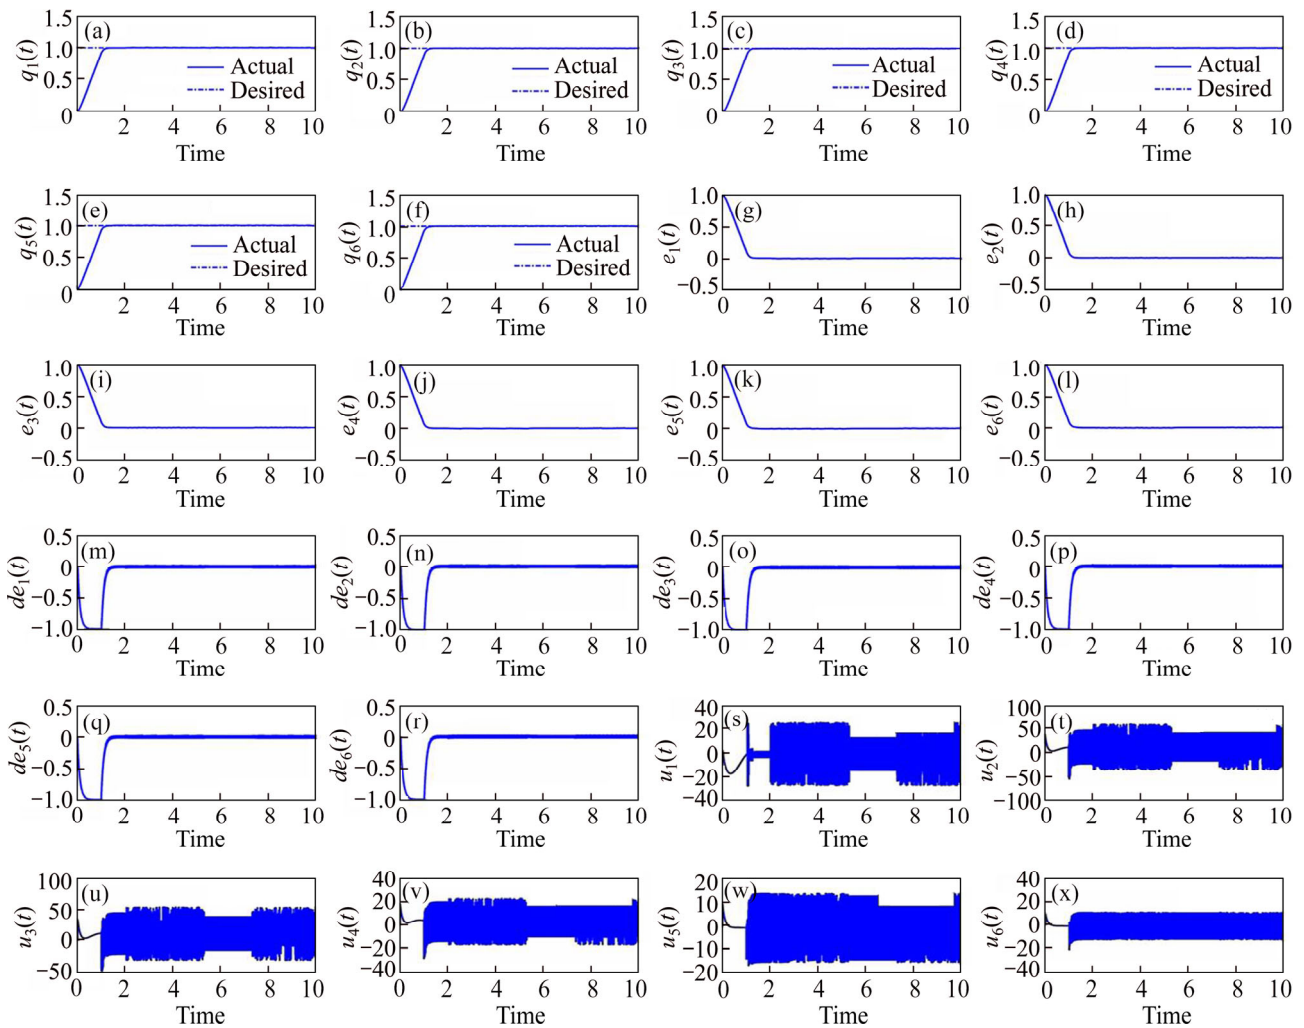 1.5
1.0
0.5
0
q1(t)
(a)
Actual
Desired
2 4 6 8 10
Time
1.5
1.0
0.5
0
q2(t)
(b)
Actual
Desired
2 4 6 8 10
Time
1.5
1.0
0.5
0
q3(t)
(c)
Actual
Desired
2 4 6 8 10
Time
1.5
1.0
0.5
0
q4(t)
(d)
Actual
Desired
2 4 6 8 10
Time
1.5
1.0
0.5
0
q5(t)
(e)
Actual
Desired
2 4 6 8 10
Time
1.5
1.0
0.5
0
q6(t)
(f)
Actual
Desired
2 4 6 8 10
Time
1.0
0.5
0
−0.5
e1(t)
(g)
0 2 4 6 8 10
Time
1.0
0.5
0
−0.5
e2(t)
(h)
0 2 4 6 8 10
Time
1.0
0.5
0
−0.5
e3(t)
(i)
0 2 4 6 8 10
Time
1.0
0.5
0
−0.5
e4(t)
(j)
0 2 4 6 8 10
Time
1.0
0.5
0
−0.5
e5(t)
(k)
0 2 4 6 8 10
Time
1.0
0.5
0
−0.5
e6(t)
(l)
0 2 4 6 8 10
Time
0.5
0
−0.5
−1.0
de1(t)
(m)
0 2 4 6 8 10
Time
0.5
0
−0.5
−1.0
de2(t)
(n)
0 2 4 6 8 10
Time
0.5
0
−0.5
−1.0
de3(t)
(o)
0 2 4 6 8 10
Time
0.5
0
−0.5
−1.0
de4(t)
(p)
0 2 4 6 8 10
Time
0.5
0
−0.5
−1.0
de5(t)
(q)
0 2 4 6 8 10
Time
0.5
0
−0.5
−1.0
de6(t)
(r)
0 2 4 6 8 10
Time
40
20
0
−20
−40
u1(t)
(s)
0 2 4 6 8 10
Time
100
50
0
−50
−100
u2(t)
(t)
0 2 4 6 8 10
Time
100
50
0
−50
u3(t)
(u)
0 2 4 6 8 10
Time
40
20
0
−20
−40
u4(t)
(v)
0 2 4 6 8 10
Time
20
10
0
−10
−20
u5(t)
(w)
0 2 4 6 8 10
Time
40
20
0
−20
−40
u6(t)
(x)
0 2 4 6 8 10
Time